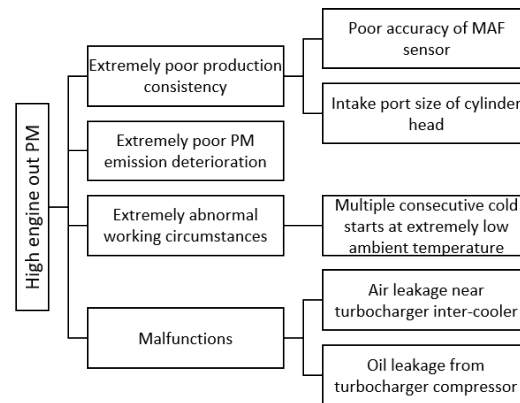 High engine out PM
Extremely poor production
consistency
Poor accuracy of MAF
sensor
Intake port size of cylinder
head
Extremely poor PM
emission deterioration
Extremely abnormal
working circumstances
Multiple consecutive cold
starts at extremely low
ambient temperature
Malfunctions
Air leakage near
turbocharger inter-cooler
Oil leakage from
turbocharger compressor